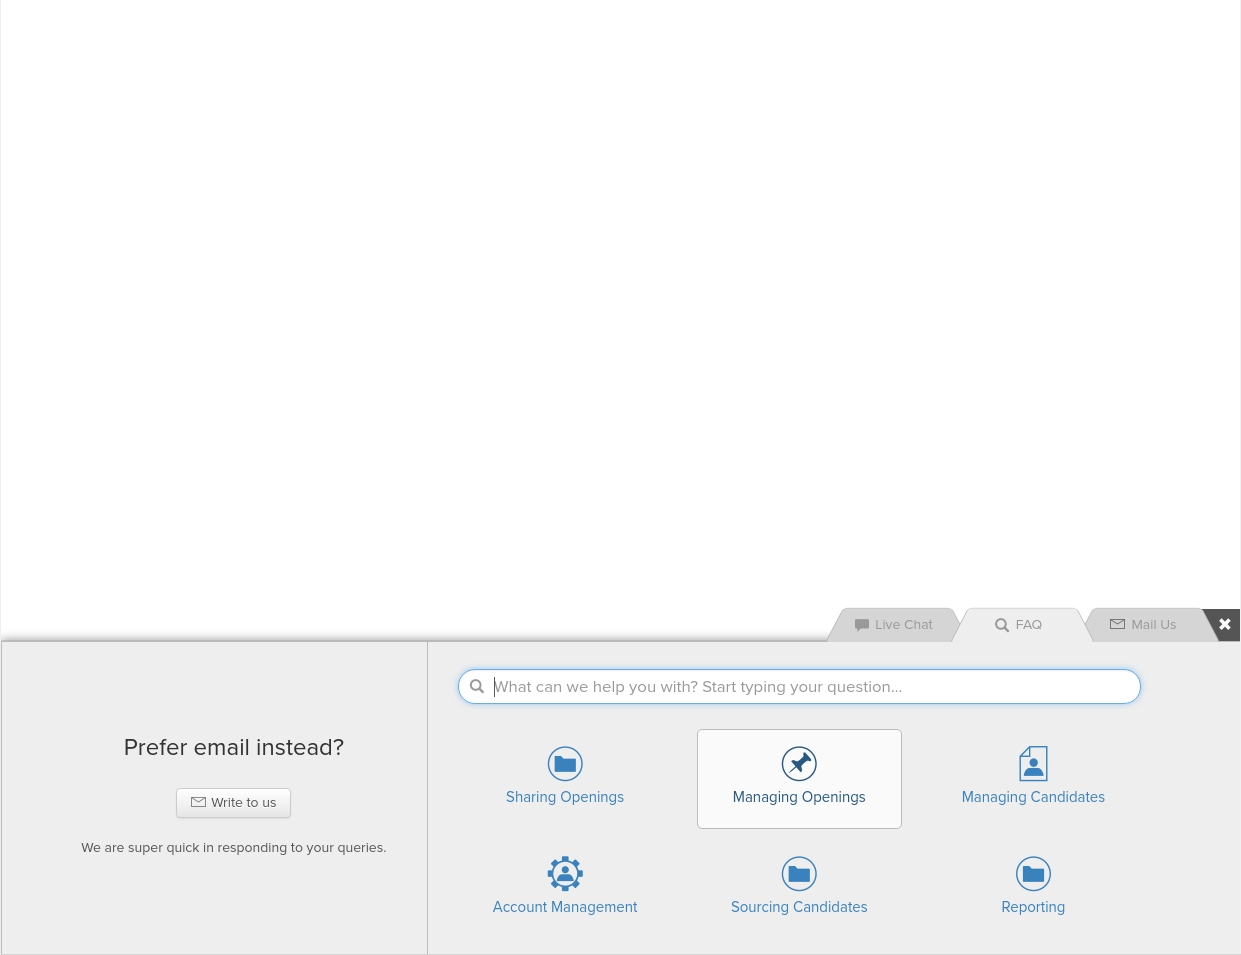 Live Chat
FAQ
Mail Us
What can we help you with? Start typing your question...
Prefer email instead?
Write to us
We are super quick in responding to your queries.
Sharing Openings
Managing Openings
Managing Candidates
Account Management
Sourcing Candidates
Reporting